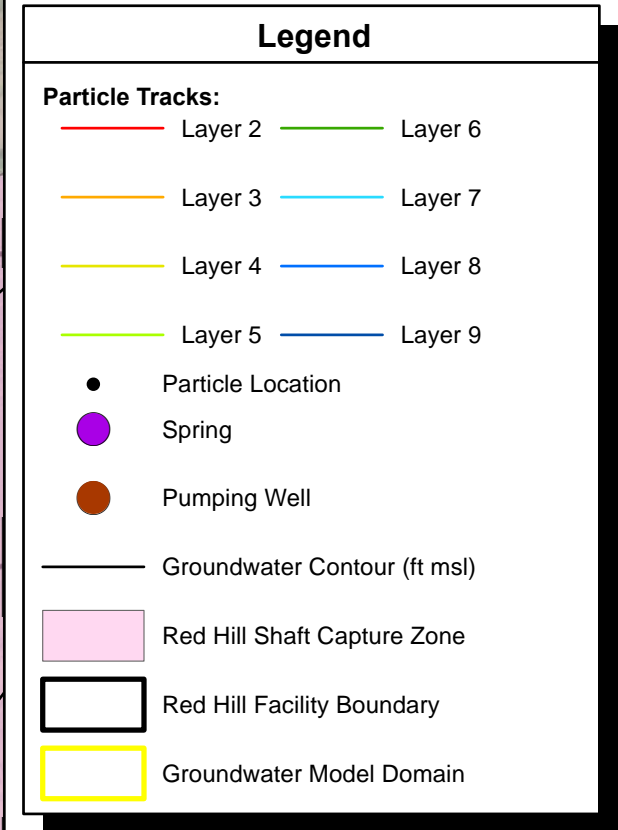 Legend
Particle Tracks:
Layer 2 Layer 6
Layer 3 Layer 7
Layer 4 Layer 8
Layer 5 Layer 9
Particle Location
Spring
Pumping Well
Groundwater Contour (ft msl)
Red Hill Shaft Capture Zone
Red Hill Facility Boundary
Groundwater Model Domain